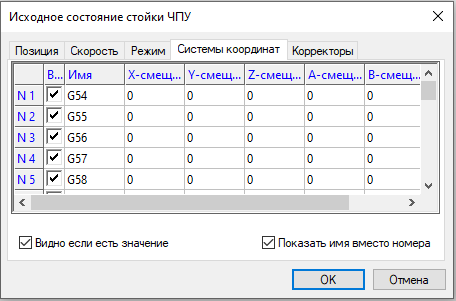 Исходное состояние стойки ЧПУ
Позиция Скорость Режим Системы координат Корректоры
В... Имя X-смещ... Y-смещ... Z-смещ... A-смещ... B-смещ...
N 1 G54 0 0 0 0 0
N 2 G55 0 0 0 0 0
N 3 G56 0 0 0 0 0
N 4 G57 0 0 0 0 0
N 5 G58 0 0 0 0 0
Видно если есть значение Показать имя вместо номера
OK Отмена